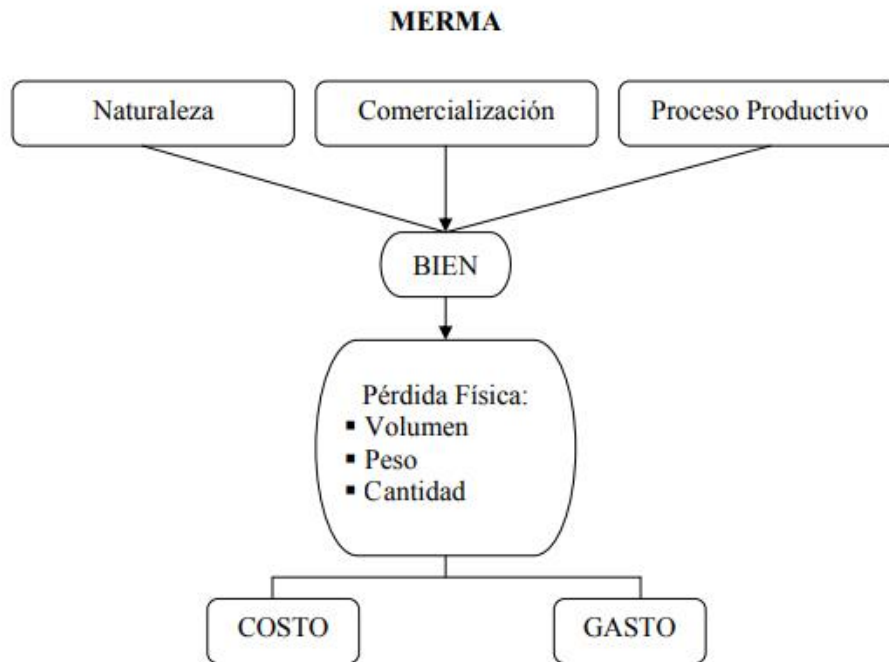 MERMA
Naturaleza
Comercialización
Proceso Productivo
BIEN
Pérdida Física:
▪ Volumen
▪ Peso
▪ Cantidad
COSTO
GASTO